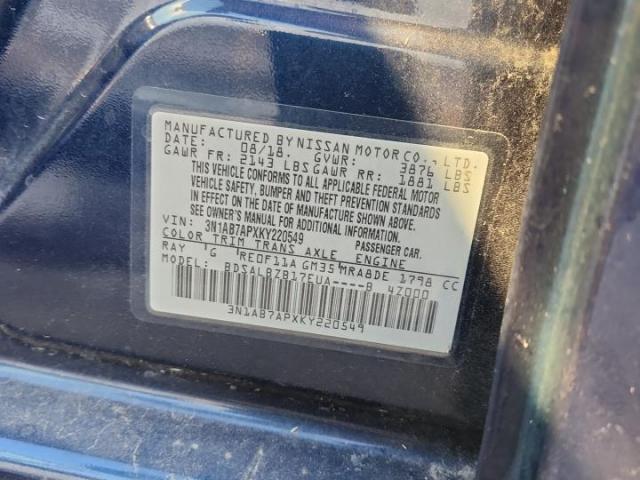 MANUFACTURED BY NISSAN MOTOR CO., LTD.
DATE: 08/18. GVWR: 3876 LBS
GAWR FR: 2143 LBS GAWR RR: 1881 LBS
THIS VEHICLE CONFORMS TO ALL APPLICABLE FEDERAL MOTOR
VEHICLE SAFETY, BUMPER, AND THEFT PREVENTION STANDARDS
IN EFFECT ON THE DATE OF MANUFACTURE SHOWN ABOVE.
SEE OWNER'S MANUAL FOR ADDITIONAL INFORMATION.
VIN: 3N1AB7APXKY220549 PASSENGER CAR.
COLOR TRIM TRANS AXLE ENGINE
RAY G RE0F11A GM35 MRA8DE 1798 CC
MODEL: BDSALBZB17EUA----B 4Z000
3N1AB7APXKY220549